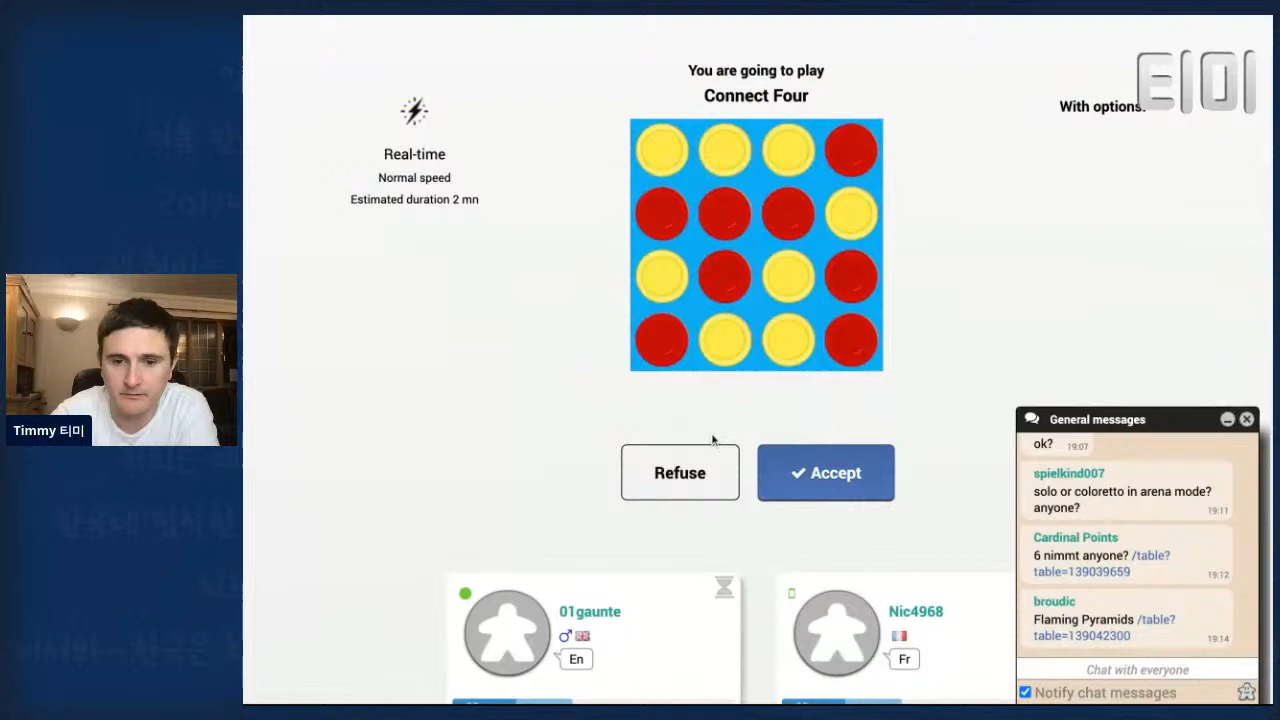 You are going to play
Connect Four
Real-time
Normal speed
Estimated duration 2 mn
With options:
Refuse
✓ Accept
01gaunte
En
Nic4968
Fr
General messages
ok? 19:07
spielkind007
solo or coloretto in arena mode?
anyone? 19:11
Cardinal Points
6 nimmt anyone? /table?
table=139039659 19:12
broudic
Flaming Pyramids /table?
table=139042300 19:14
Chat with everyone
Notify chat messages
Timmy 티미